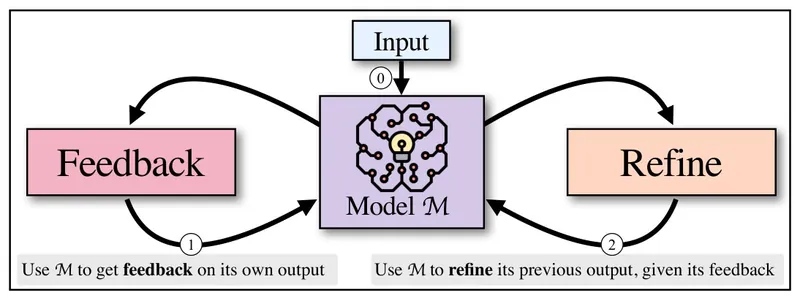 Input
0
Feedback
Refine
Model ℳ
1
2
Use ℳ to get feedback on its own output
Use ℳ to refine its previous output, given its feedback